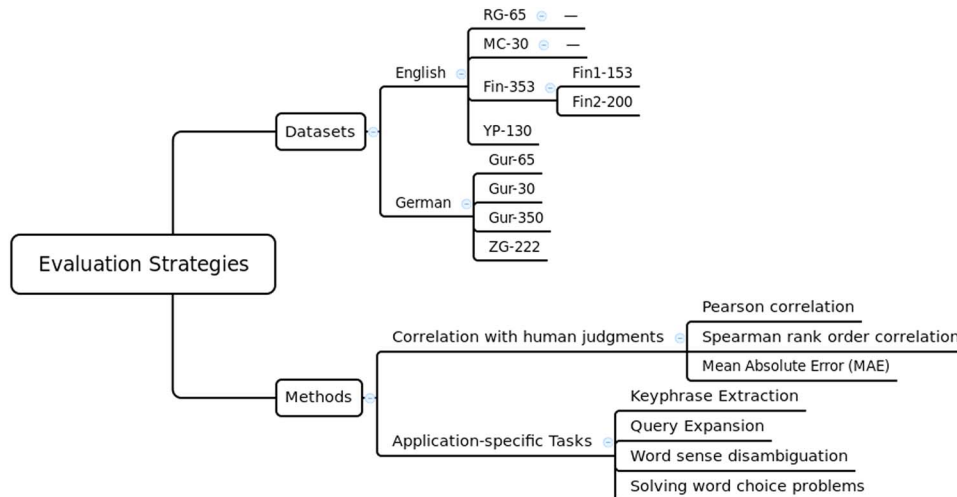 RG-65 —
MC-30 —
English
Fin-353
Fin1-153
Fin2-200
Datasets
YP-130
Gur-65
Gur-30
German
Gur-350
ZG-222
Evaluation Strategies
Pearson correlation
Correlation with human judgments
Spearman rank order correlation
Mean Absolute Error (MAE)
Methods
Keyphrase Extraction
Query Expansion
Application-specific Tasks
Word sense disambiguation
Solving word choice problems